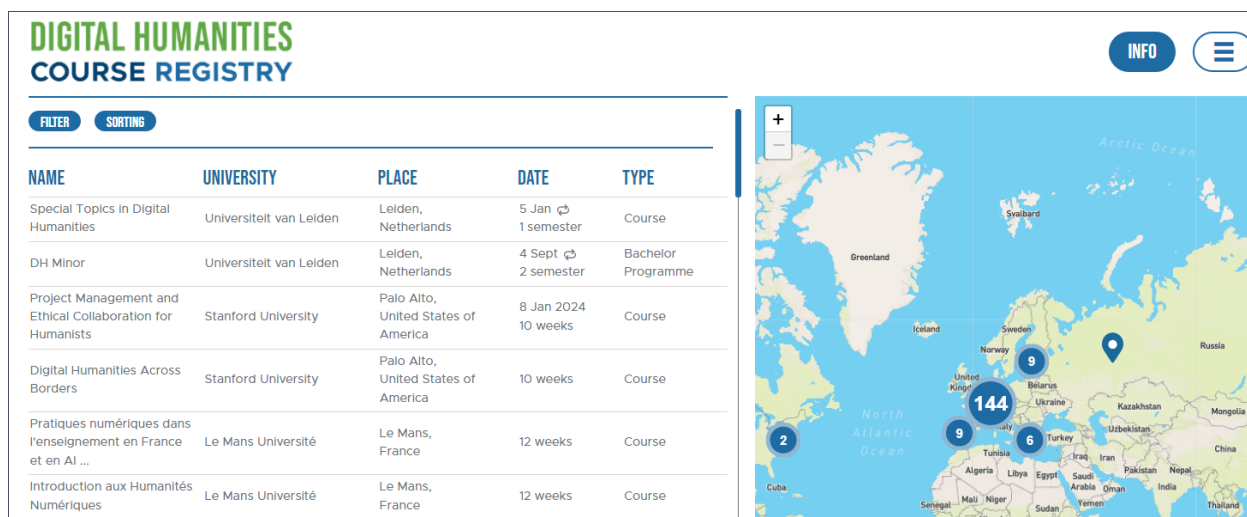 DIGITAL HUMANITIES
COURSE REGISTRY
INFO
FILTER SORTING
NAME UNIVERSITY PLACE DATE TYPE
Special Topics in Digital
Humanities
Universiteit van Leiden
Leiden,
Netherlands
5 Jan
1 semester
Course
DH Minor
Universiteit van Leiden
Leiden,
Netherlands
4 Sept
2 semester
Bachelor
Programme
Project Management and
Ethical Collaboration for
Humanists
Stanford University
Palo Alto,
United States of
America
8 Jan 2024
10 weeks
Course
Digital Humanities Across
Borders
Stanford University
Palo Alto,
United States of
America
10 weeks
Course
Pratiques numériques dans
l'enseignement en France
et en Al ...
Le Mans Université
Le Mans,
France
12 weeks
Course
Introduction aux Humanités
Numériques
Le Mans Université
Le Mans,
France
12 weeks
Course
+
−
Arctic Ocean
Svalbard
Greenland
Iceland
Sweden
Norway
Russia
9
United
Belarus
144
Ukraine
Kazakhstan
Mongolia
North
Atlantic
Ocean
2
9
6
Turkey
Uzbekistan
China
Tunisia
Iraq
Iran
Algeria
Libya
Egypt
Saudi
Arabia
Pakistan
Nepal
Cuba
Oman
India
Mali
Niger
Senegal
Sudan
Yemen
Thailand